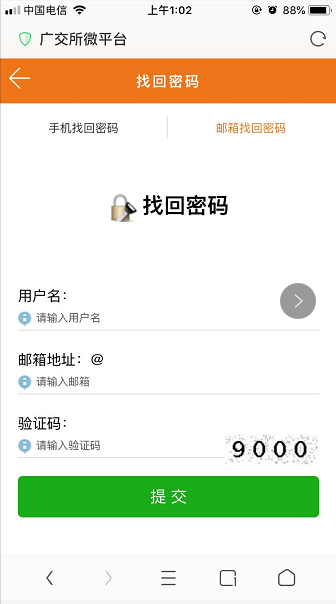 中国电信 上午1:02 88%
广交所微平台
找回密码
手机找回密码 邮箱找回密码
找回密码
用户名：
请输入用户名
邮箱地址：@
请输入邮箱
验证码：
请输入验证码 9000
提 交